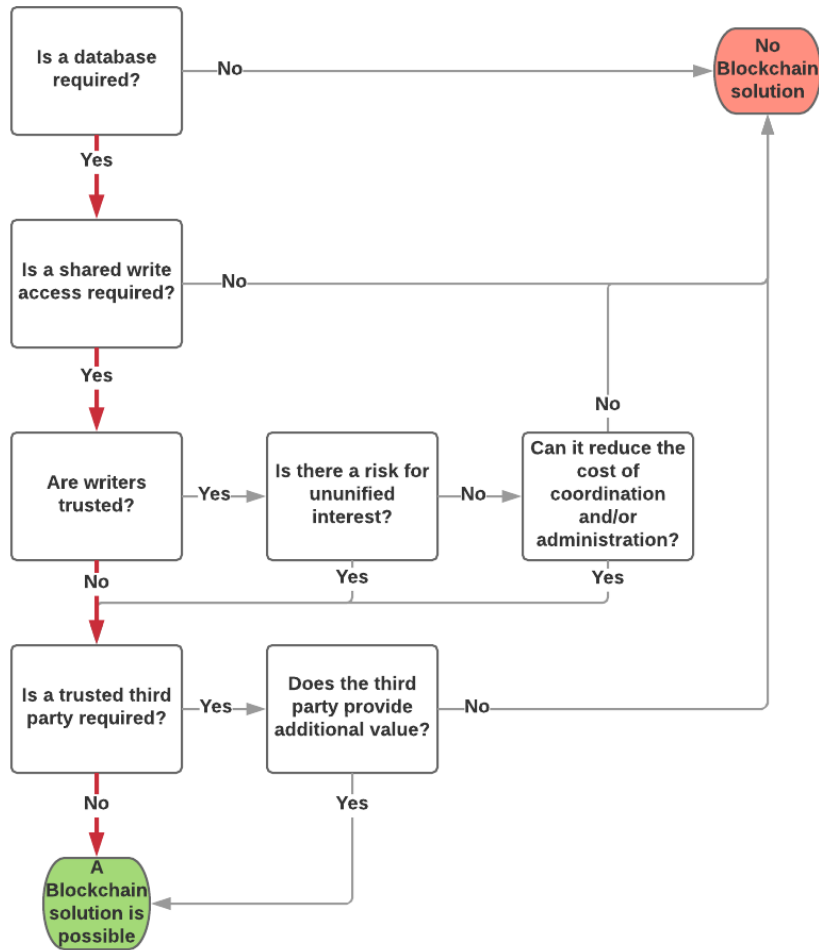 Is a database
required?
No
No
Blockchain
solution
Yes
Is a shared write
access required?
No
Yes
No
Are writers
trusted?
Yes
Is there a risk for
ununified
interest?
No
Can it reduce the
cost of
coordination
and/or
administration?
No
Yes
Yes
Is a trusted third
party required?
Yes
Does the third
party provide
additional value?
No
No
Yes
A
Blockchain
solution is
possible